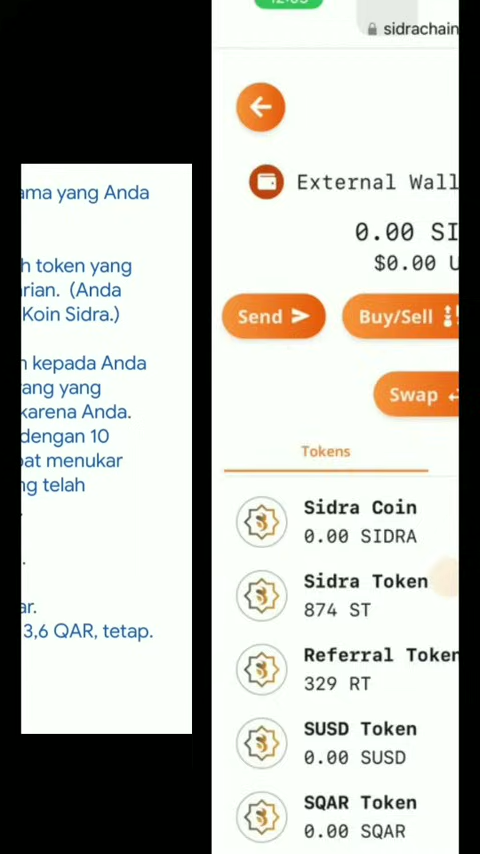 ama yang Anda
h token yang
rian. (Anda
Koin Sidra.)
n kepada Anda
ang yang
karena Anda.
dengan 10
at menukar
ng telah
.
ar.
3,6 QAR, tetap.
sidrachain
External Wall
0.00 SI
$0.00 U
Send
Buy/Sell
Swap
Tokens
Sidra Coin
0.00 SIDRA
Sidra Token
874 ST
Referral Token
329 RT
SUSD Token
0.00 SUSD
SQAR Token
0.00 SQAR